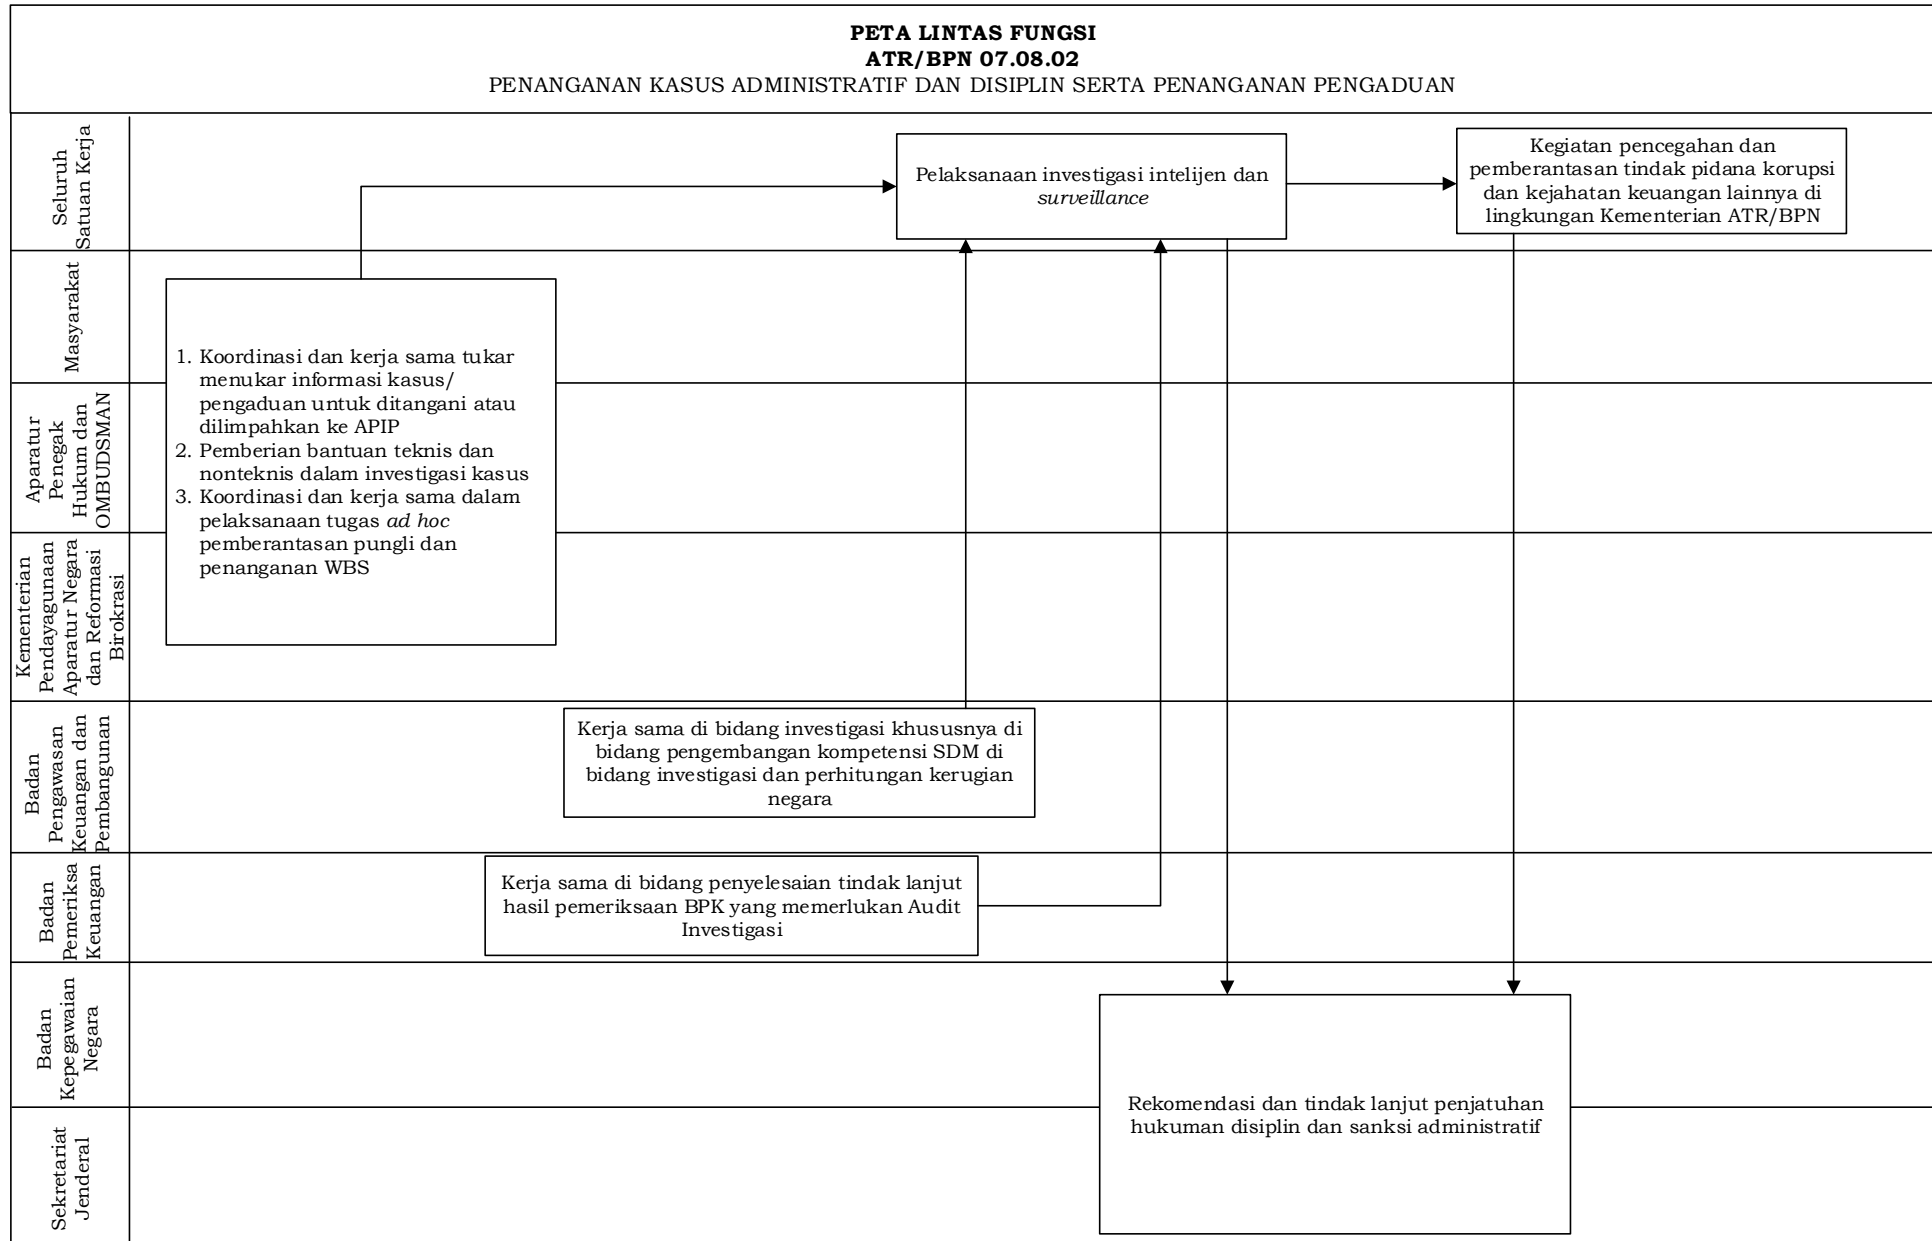 PETA LINTAS FUNGSI
ATR/BPN 07.08.02
PENANGANAN KASUS ADMINISTRATIF DAN DISIPLIN SERTA PENANGANAN PENGADUAN
Seluruh
Satuan Kerja
Pelaksanaan investigasi intelijen dan
surveillance
Kegiatan pencegahan dan
pemberantasan tindak pidana korupsi
dan kejahatan keuangan lainnya di
lingkungan Kementerian ATR/BPN
Masyarakat
1. Koordinasi dan kerja sama tukar
menukar informasi kasus/
pengaduan untuk ditangani atau
dilimpahkan ke APIP
2. Pemberian bantuan teknis dan
nonteknis dalam investigasi kasus
3. Koordinasi dan kerja sama dalam
pelaksanaan tugas ad hoc
pemberantasan pungli dan
penanganan WBS
Aparatur
Penegak
Hukum dan
OMBUDSMAN
Kementerian
Pendayagunaan
Aparatur Negara
dan Reformasi
Birokrasi
Badan
Pengawasan
Keuangan dan
Pembangunan
Kerja sama di bidang investigasi khususnya di
bidang pengembangan kompetensi SDM di
bidang investigasi dan perhitungan kerugian
negara
Badan
Pemeriksa
Keuangan
Kerja sama di bidang penyelesaian tindak lanjut
hasil pemeriksaan BPK yang memerlukan Audit
Investigasi
Badan
Kepegawaian
Negara
Rekomendasi dan tindak lanjut penjatuhan
hukuman disiplin dan sanksi administratif
Sekretariat
Jenderal